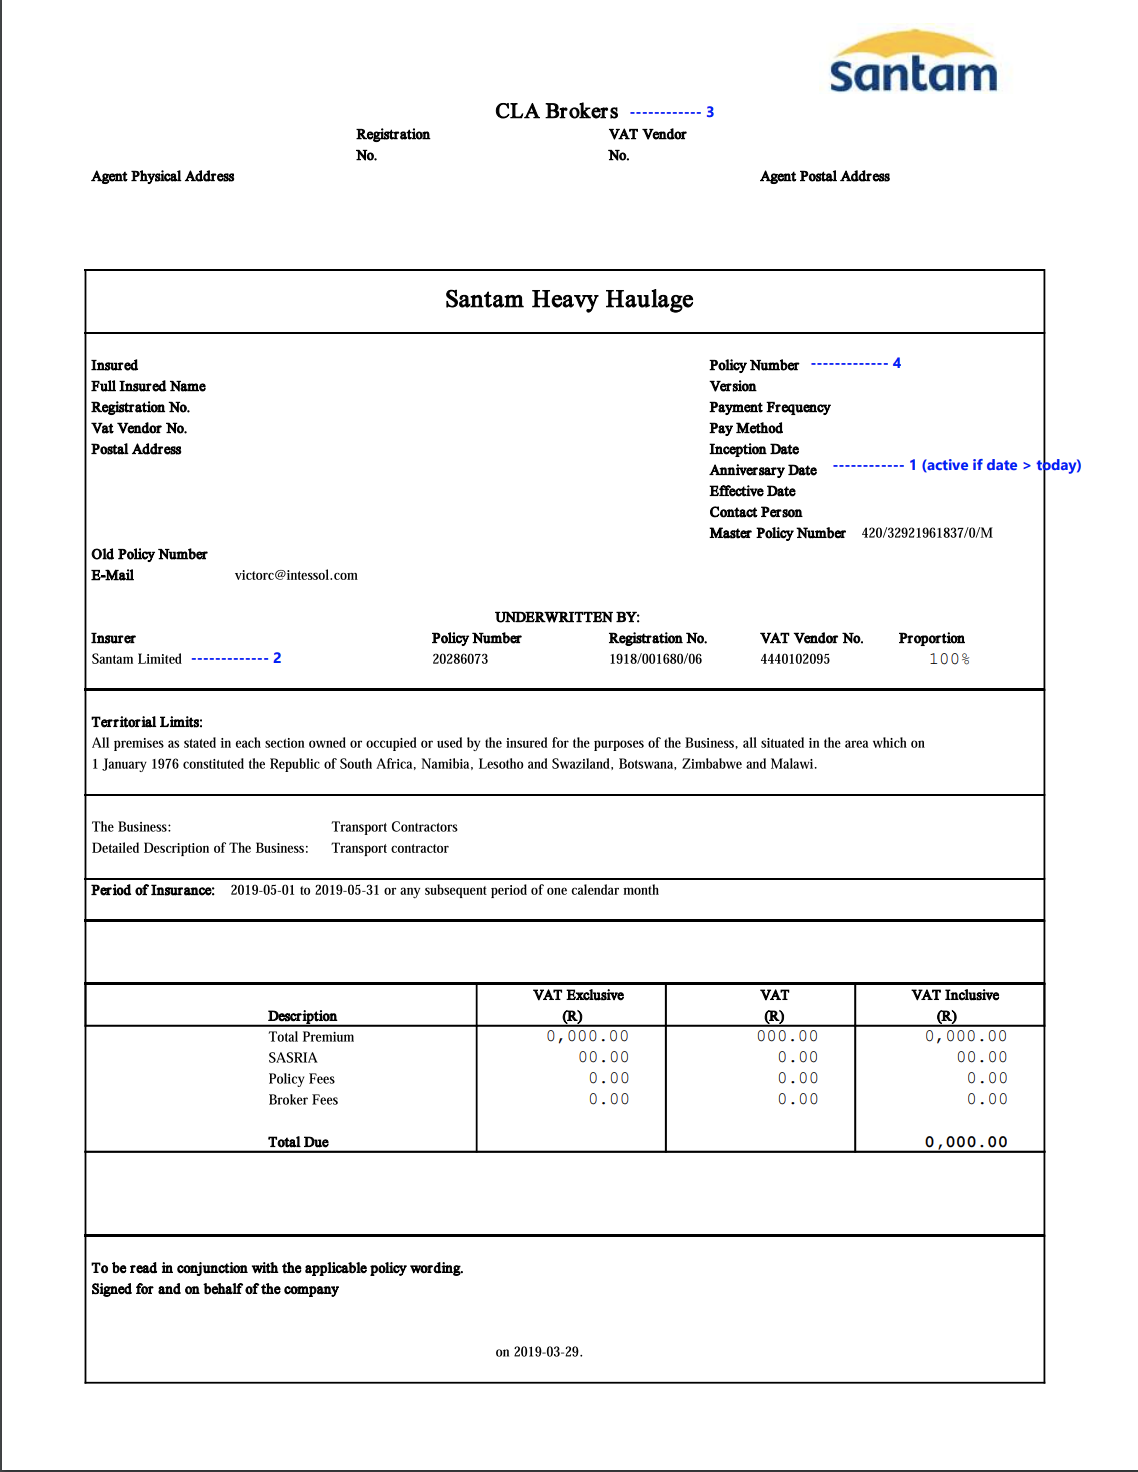 santam
CLA Brokers ------------ 3
Registration No. VAT Vendor No.
Agent Physical Address Agent Postal Address
Santam Heavy Haulage
Insured Policy Number ------------- 4
Full Insured Name Version
Registration No. Payment Frequency
Vat Vendor No. Pay Method
Postal Address Inception Date
Anniversary Date ------------ 1 (active if date > today)
Effective Date
Contact Person
Master Policy Number 420/32921961837/0/M
Old Policy Number
E-Mail victorc@intessol.com
UNDERWRITTEN BY:
Insurer Policy Number Registration No. VAT Vendor No. Proportion
Santam Limited ------------- 2 20286073 1918/001680/06 4440102095 100%
Territorial Limits:
All premises as stated in each section owned or occupied or used by the insured for the purposes of the Business, all situated in the area which on
1 January 1976 constituted the Republic of South Africa, Namibia, Lesotho and Swaziland, Botswana, Zimbabwe and Malawi.
The Business: Transport Contractors
Detailed Description of The Business: Transport contractor
Period of Insurance: 2019-05-01 to 2019-05-31 or any subsequent period of one calendar month
VAT Exclusive VAT VAT Inclusive
Description (R) (R) (R)
Total Premium 0,000.00 000.00 0,000.00
SASRIA 00.00 0.00 00.00
Policy Fees 0.00 0.00 0.00
Broker Fees 0.00 0.00 0.00
Total Due 0,000.00
To be read in conjunction with the applicable policy wording.
Signed for and on behalf of the company
on 2019-03-29.